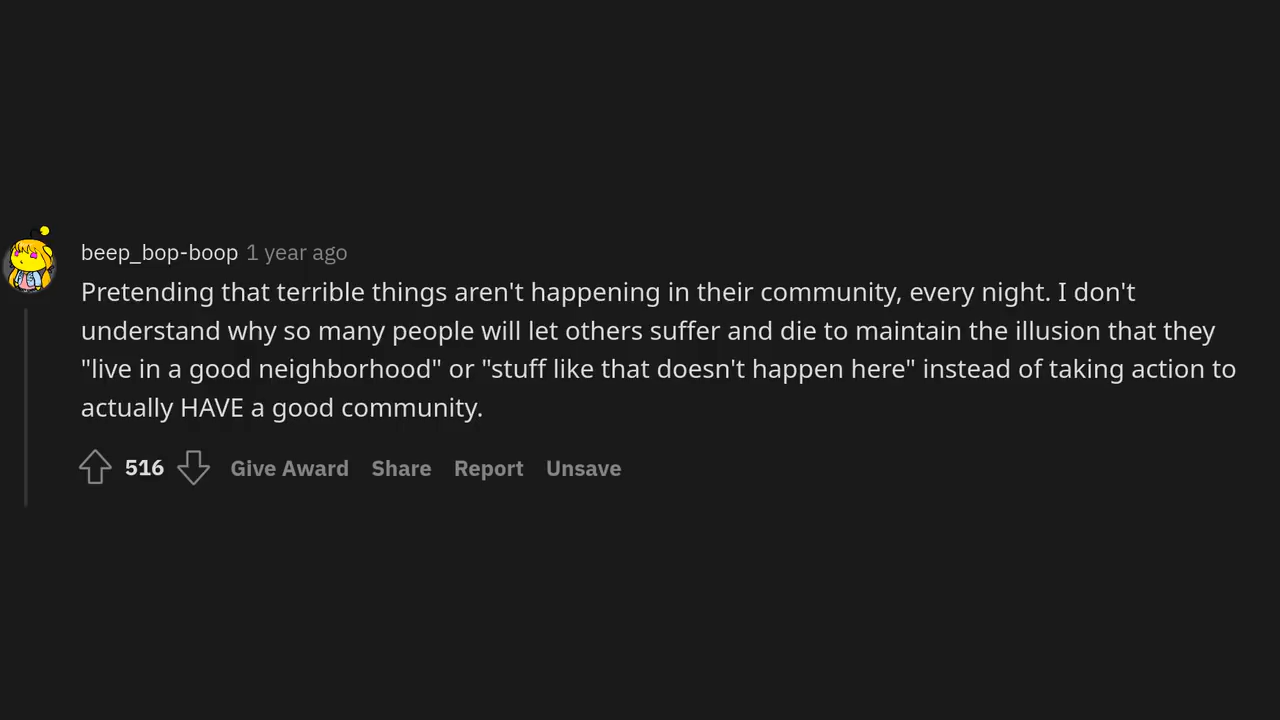 beep_bop-boop 1 year ago
Pretending that terrible things aren't happening in their community, every night. I don't
understand why so many people will let others suffer and die to maintain the illusion that they
"live in a good neighborhood" or "stuff like that doesn't happen here" instead of taking action to
actually HAVE a good community.
516 Give Award Share Report Unsave